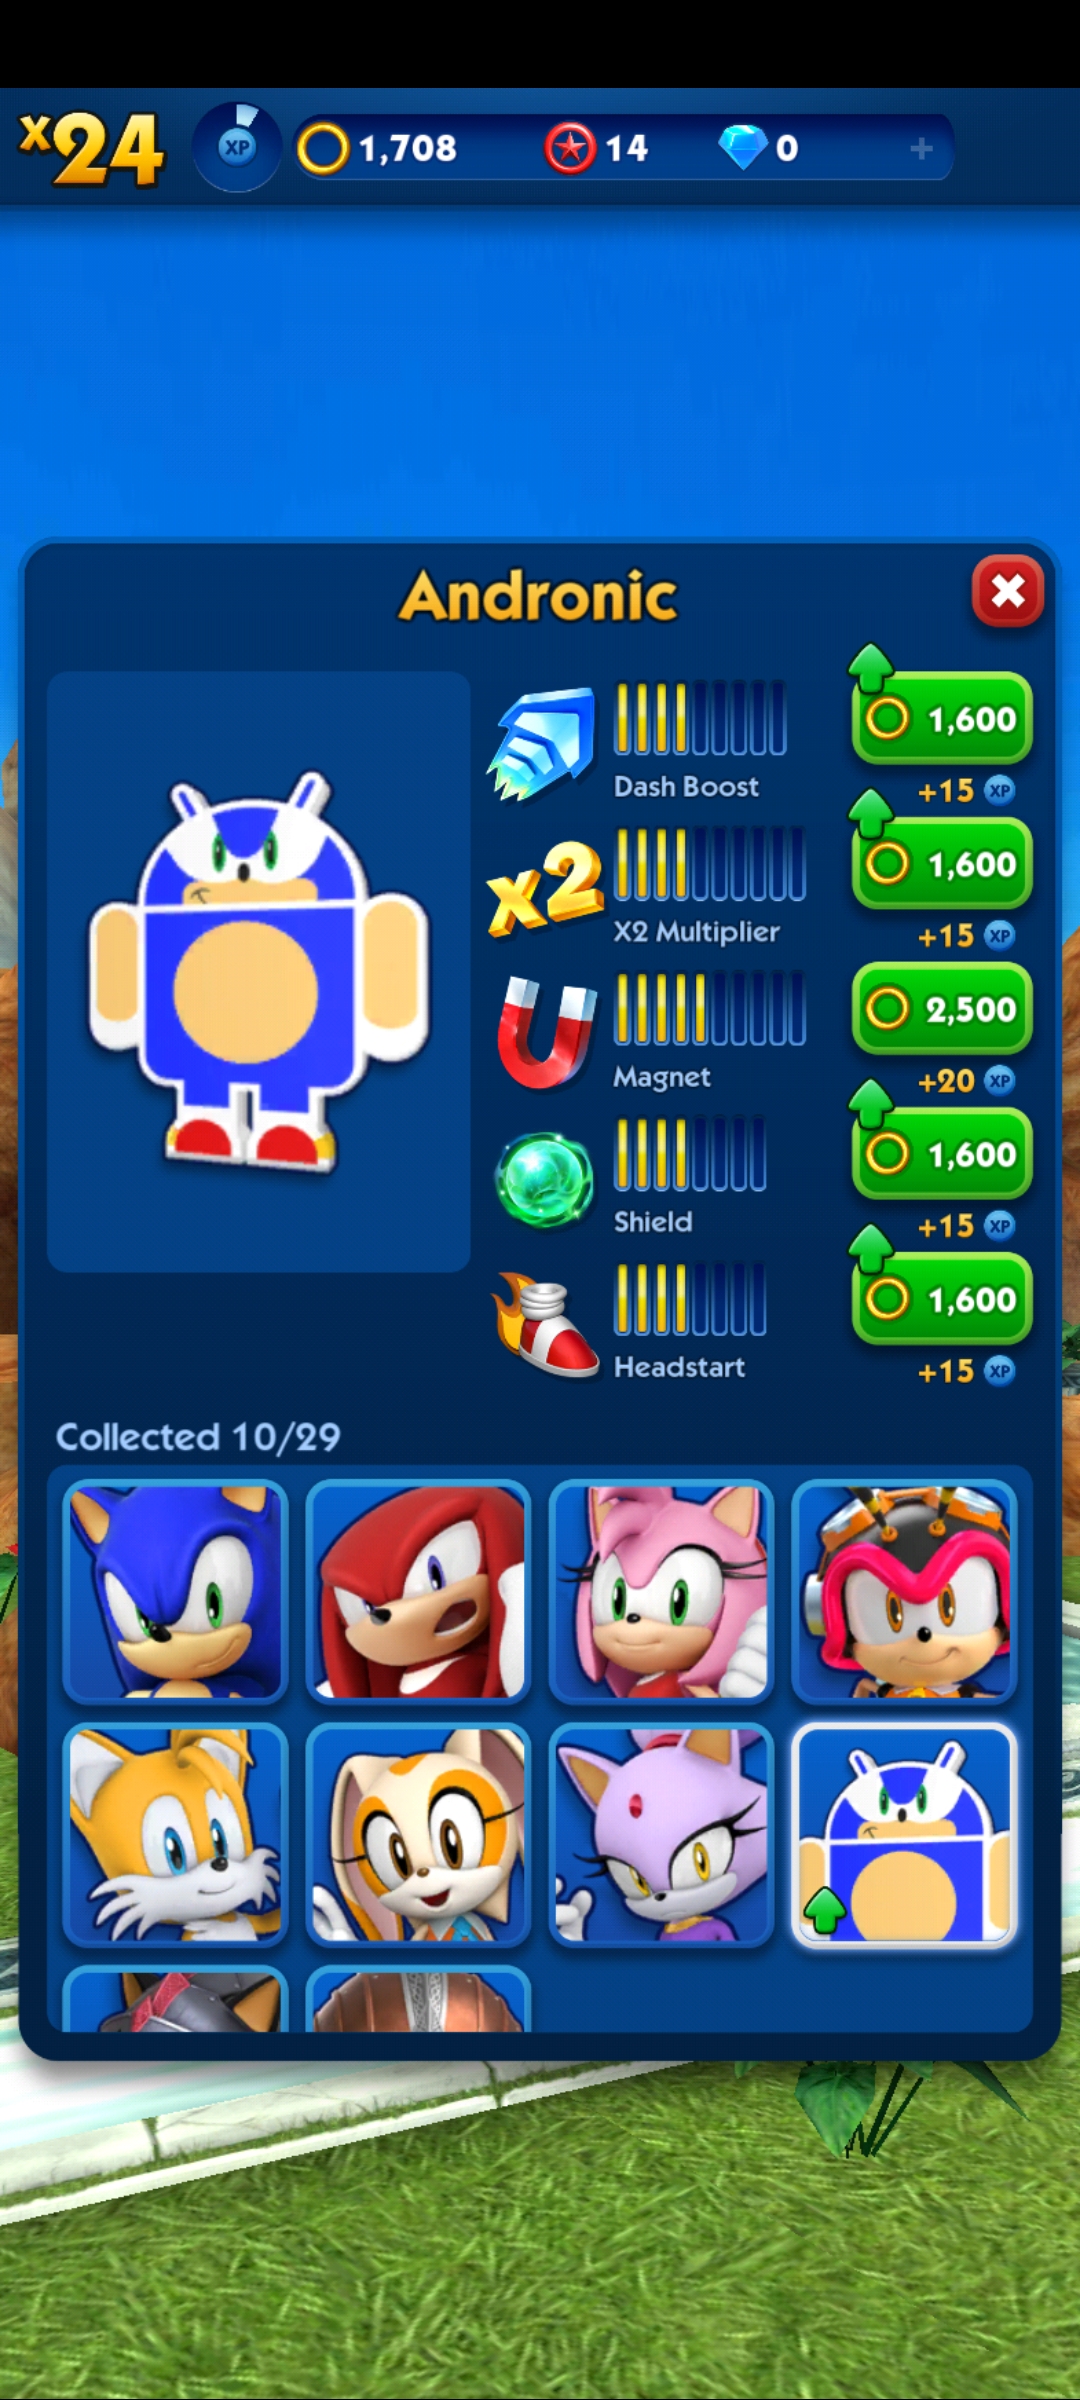 x24 XP 1,708 14 0 +
Andronic
1,600
Dash Boost +15 XP
x2 1,600
X2 Multiplier +15 XP
2,500
Magnet +20 XP
1,600
Shield +15 XP
1,600
Headstart +15 XP
Collected 10/29